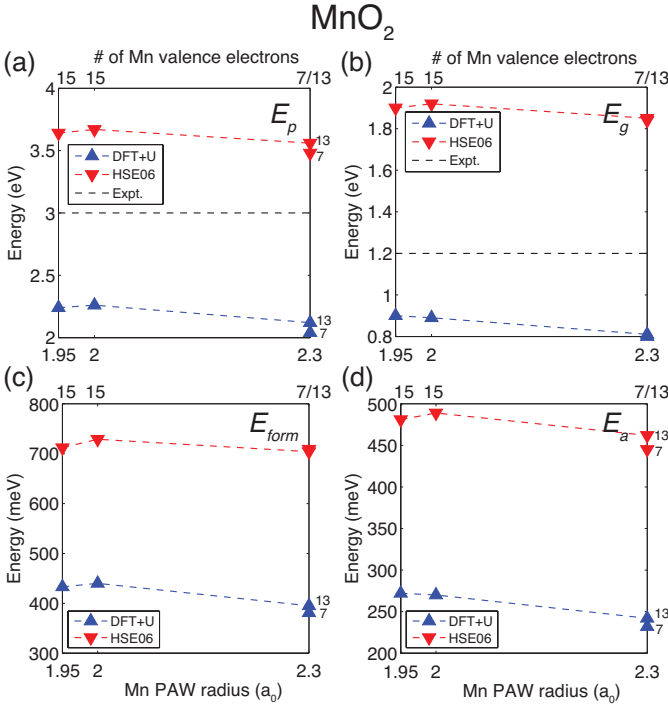 MnO2
(a)
# of Mn valence electrons
15 15 7/13
Energy (eV)
4
3.5
3
2.5
2
Ep
13
7
DFT+U
HSE06
Expt.
13
7
1.95 2 2.3
(b)
# of Mn valence electrons
15 15 7/13
Energy (eV)
2
1.8
1.6
1.4
1.2
1
0.8
Eg
DFT+U
HSE06
Expt.
1.95 2 2.3
(c)
15 15 7/13
Energy (meV)
800
700
600
500
400
300
Eform
13
7
DFT+U
HSE06
1.95 2 2.3
Mn PAW radius (a0)
(d)
15 15 7/13
Energy (meV)
500
450
400
350
300
250
200
Ea
13
7
13
7
DFT+U
HSE06
1.95 2 2.3
Mn PAW radius (a0)